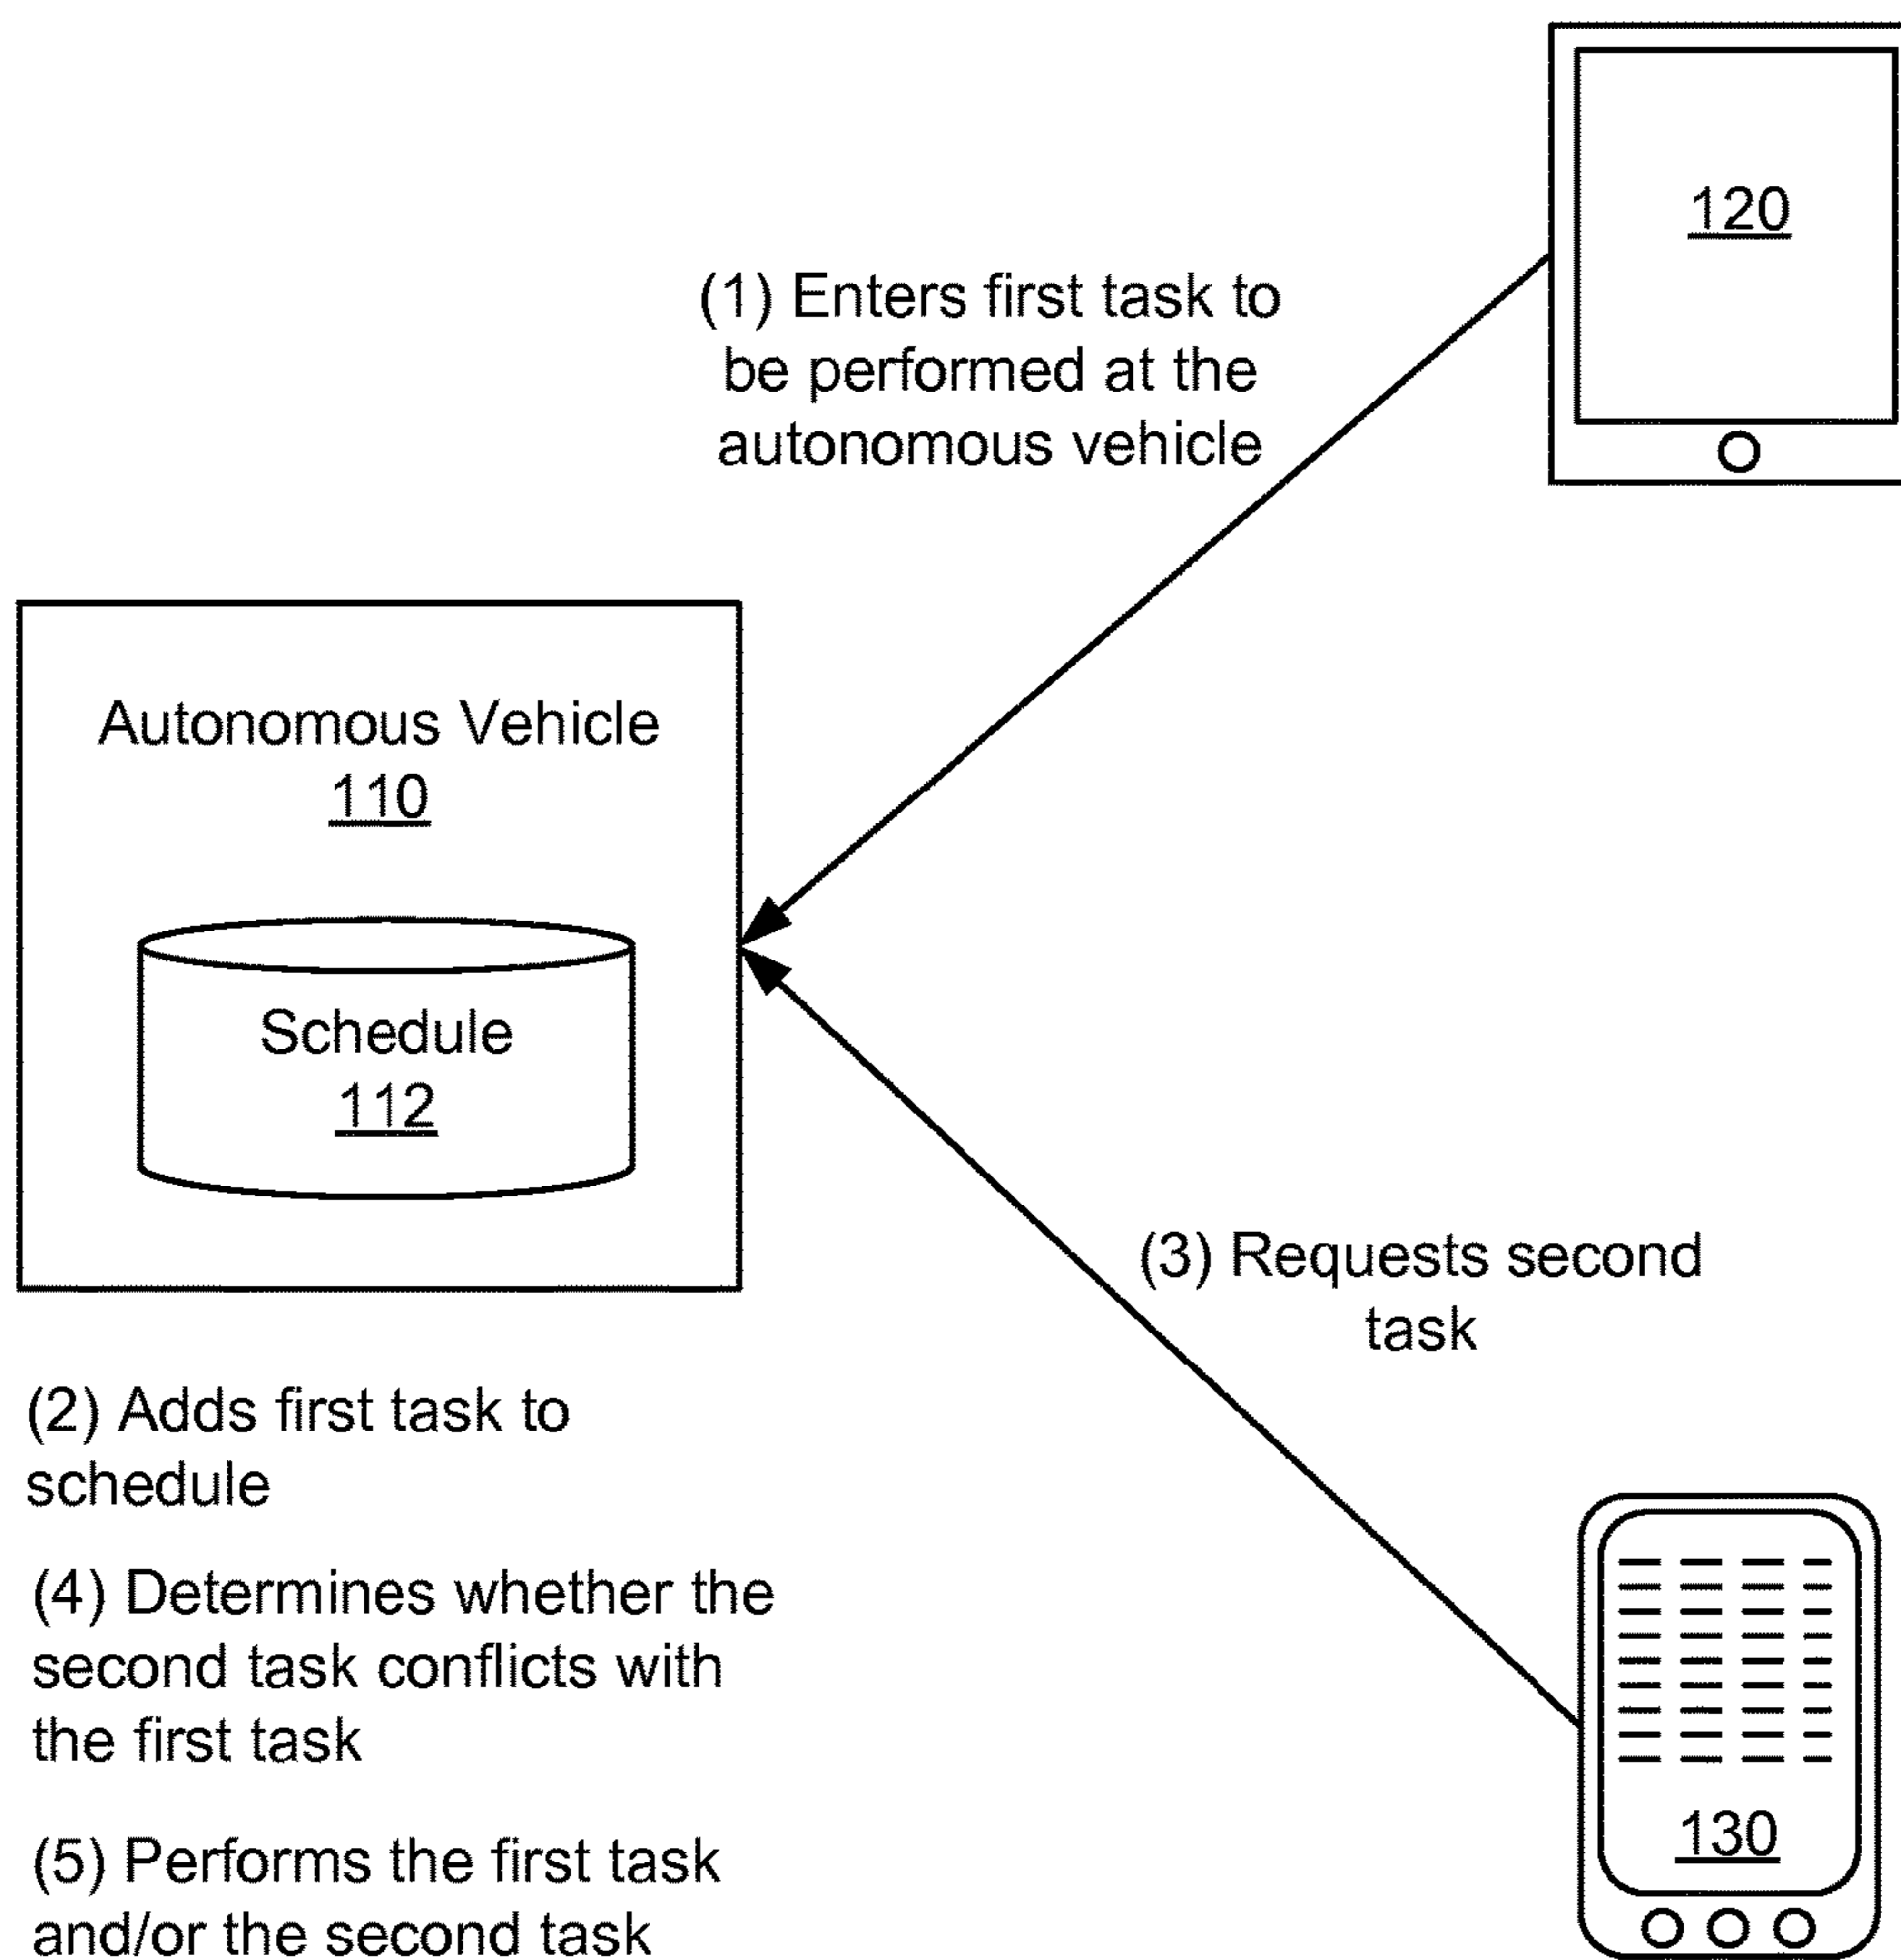 120
(1) Enters first task to
be performed at the
autonomous vehicle
Autonomous Vehicle
110
Schedule
112
(3) Requests second
task
(2) Adds first task to
schedule
(4) Determines whether the
second task conflicts with
the first task
(5) Performs the first task
and/or the second task
130